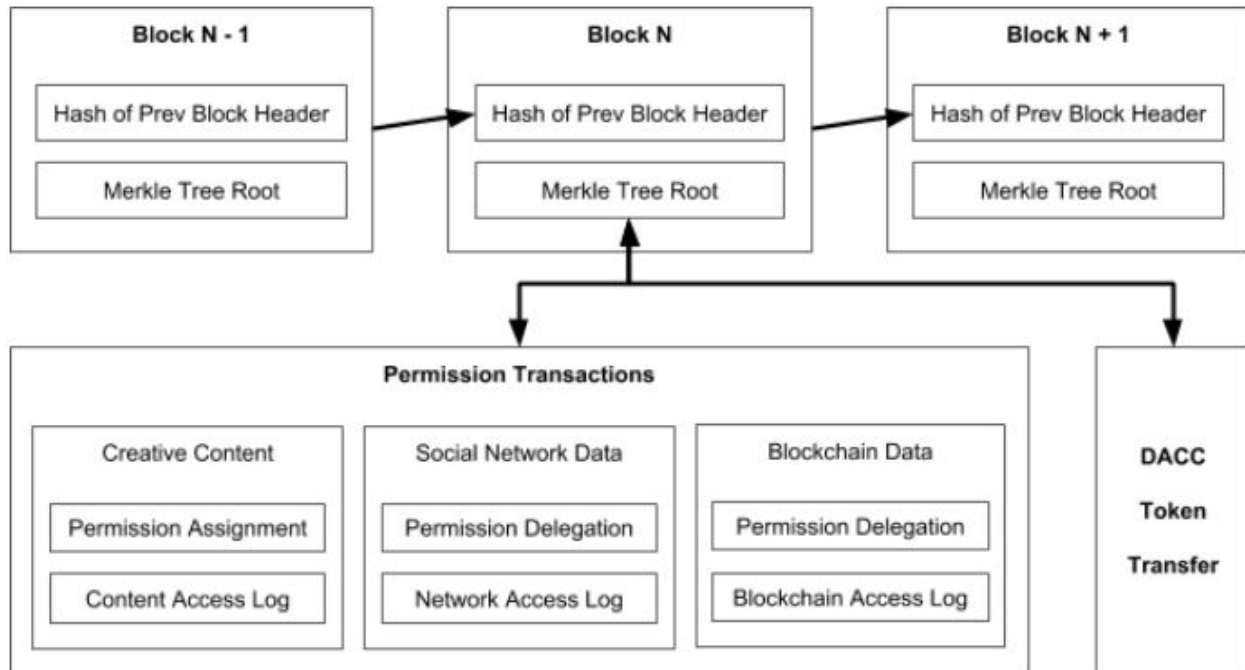 Block N - 1
Hash of Prev Block Header
Merkle Tree Root
Block N
Hash of Prev Block Header
Merkle Tree Root
Block N + 1
Hash of Prev Block Header
Merkle Tree Root
Permission Transactions
Creative Content
Permission Assignment
Content Access Log
Social Network Data
Permission Delegation
Network Access Log
Blockchain Data
Permission Delegation
Blockchain Access Log
DACC
Token
Transfer